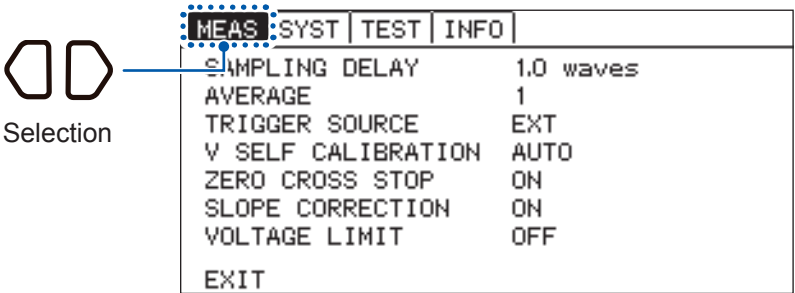 MEAS SYST TEST INFO
SAMPLING DELAY 1.0 waves
AVERAGE 1
TRIGGER SOURCE EXT
V SELF CALIBRATION AUTO
ZERO CROSS STOP ON
SLOPE CORRECTION ON
VOLTAGE LIMIT OFF
EXIT
Selection